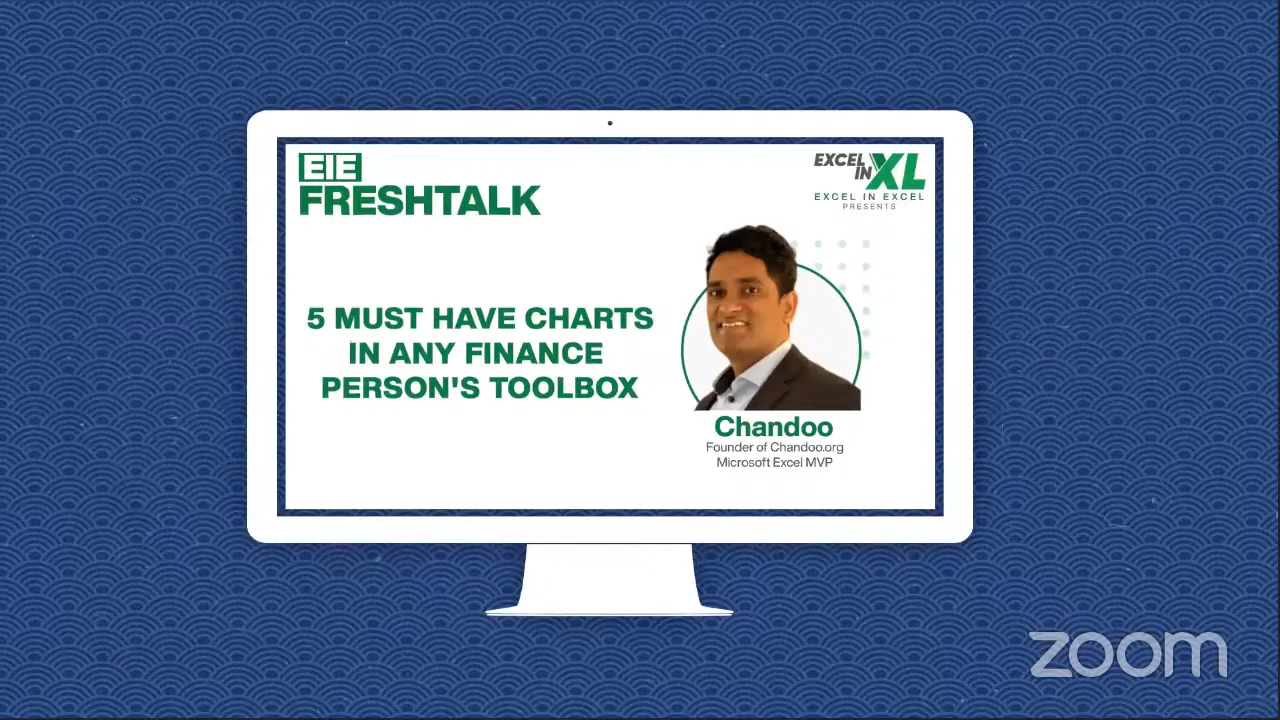 EIE
FRESHTALK
EXCEL
IN XL
EXCEL IN EXCEL
PRESENTS
5 MUST HAVE CHARTS
IN ANY FINANCE
PERSON'S TOOLBOX
Chandoo
Founder of Chandoo.org
Microsoft Excel MVP
zoom